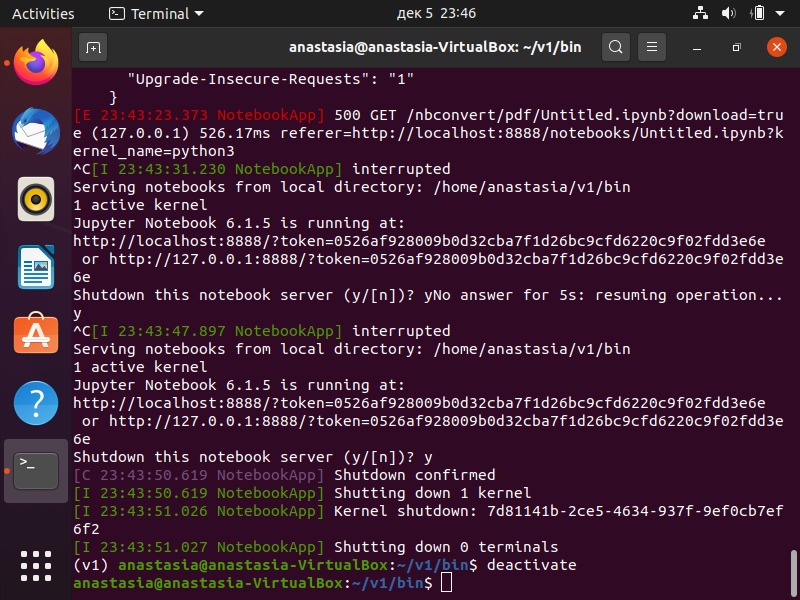 Activities
Terminal
дек 5 23:46
anastasia@anastasia-VirtualBox: ~/v1/bin
"Upgrade-Insecure-Requests": "1"
}
[E 23:43:23.373 NotebookApp] 500 GET /nbconvert/pdf/Untitled.ipynb?download=tru
e (127.0.0.1) 526.17ms referer=http://localhost:8888/notebooks/Untitled.ipynb?k
ernel_name=python3
^C[I 23:43:31.230 NotebookApp] interrupted
Serving notebooks from local directory: /home/anastasia/v1/bin
1 active kernel
Jupyter Notebook 6.1.5 is running at:
http://localhost:8888/?token=0526af928009b0d32cba7f1d26bc9cfd6220c9f02fdd3e6e
or http://127.0.0.1:8888/?token=0526af928009b0d32cba7f1d26bc9cfd6220c9f02fdd3e
6e
Shutdown this notebook server (y/[n])? yNo answer for 5s: resuming operation...
y
^C[I 23:43:47.897 NotebookApp] interrupted
Serving notebooks from local directory: /home/anastasia/v1/bin
1 active kernel
Jupyter Notebook 6.1.5 is running at:
http://localhost:8888/?token=0526af928009b0d32cba7f1d26bc9cfd6220c9f02fdd3e6e
or http://127.0.0.1:8888/?token=0526af928009b0d32cba7f1d26bc9cfd6220c9f02fdd3e
6e
Shutdown this notebook server (y/[n])? y
[C 23:43:50.619 NotebookApp] Shutdown confirmed
[I 23:43:50.619 NotebookApp] Shutting down 1 kernel
[I 23:43:51.026 NotebookApp] Kernel shutdown: 7d81141b-2ce5-4634-937f-9ef0cb7ef
6f2
[I 23:43:51.027 NotebookApp] Shutting down 0 terminals
(v1) anastasia@anastasia-VirtualBox:~/v1/bin$ deactivate
anastasia@anastasia-VirtualBox:~/v1/bin$